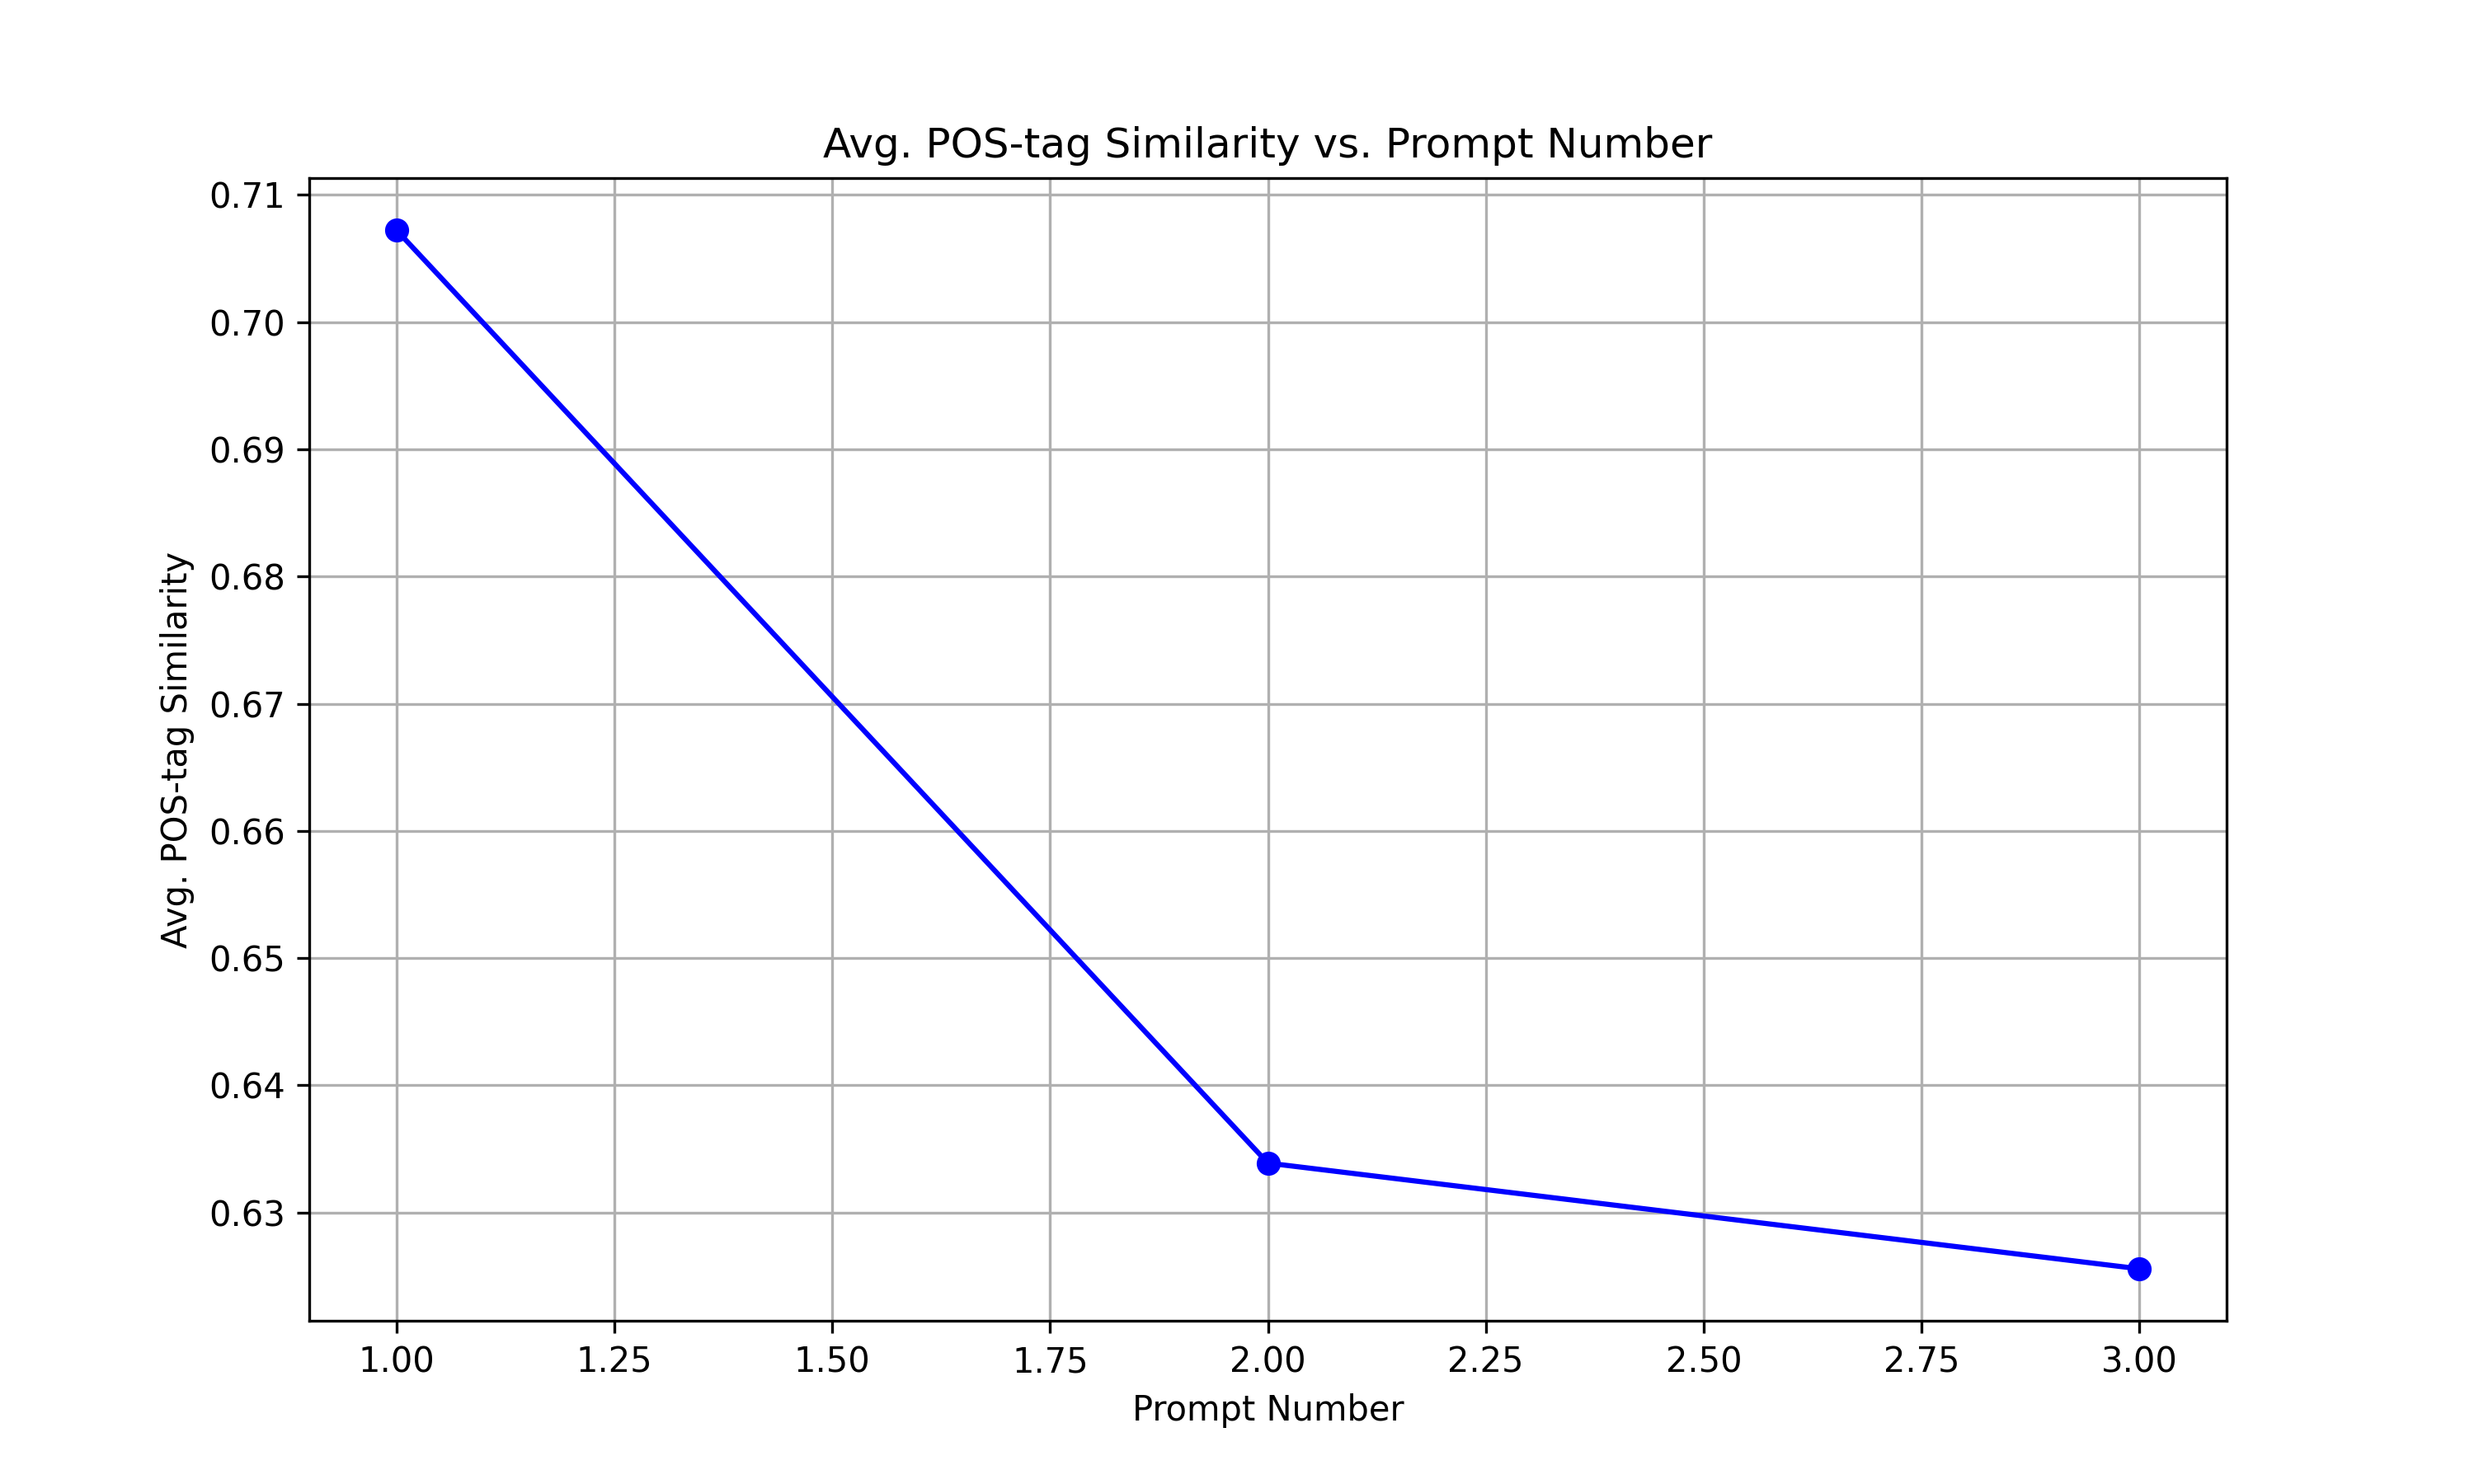 Avg. POS-tag Similarity vs. Prompt Number
0.71
0.70
0.69
0.68
0.67
0.66
0.65
0.64
0.63
Avg. POS-tag Similarity
1.00 1.25 1.50 1.75 2.00 2.25 2.50 2.75 3.00
Prompt Number